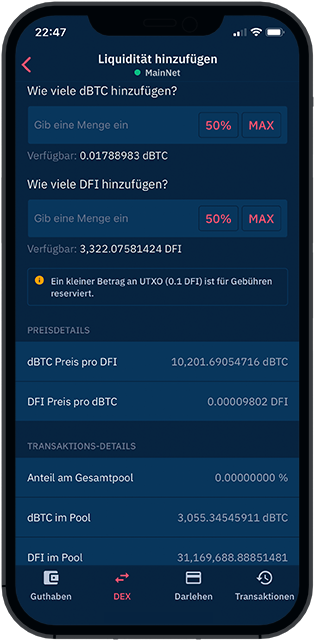 22:47
Liquidität hinzufügen
MainNet
Wie viele dBTC hinzufügen?
Gib eine Menge ein 50% MAX
Verfügbar: 0.01788983 dBTC
Wie viele DFI hinzufügen?
Gib eine Menge ein 50% MAX
Verfügbar: 3,322.07581424 DFI
Ein kleiner Betrag an UTXO (0.1 DFI) ist für Gebühren
reserviert.
PREISDETAILS
dBTC Preis pro DFI 10,201.69054716 dBTC
DFI Preis pro dBTC 0.00009802 DFI
TRANSAKTIONS-DETAILS
Anteil am Gesamtpool 0.00000000 %
dBTC im Pool 3,055.34545911 dBTC
DFI im Pool 31,169,688.88851481
Guthaben DEX Darlehen Transaktionen